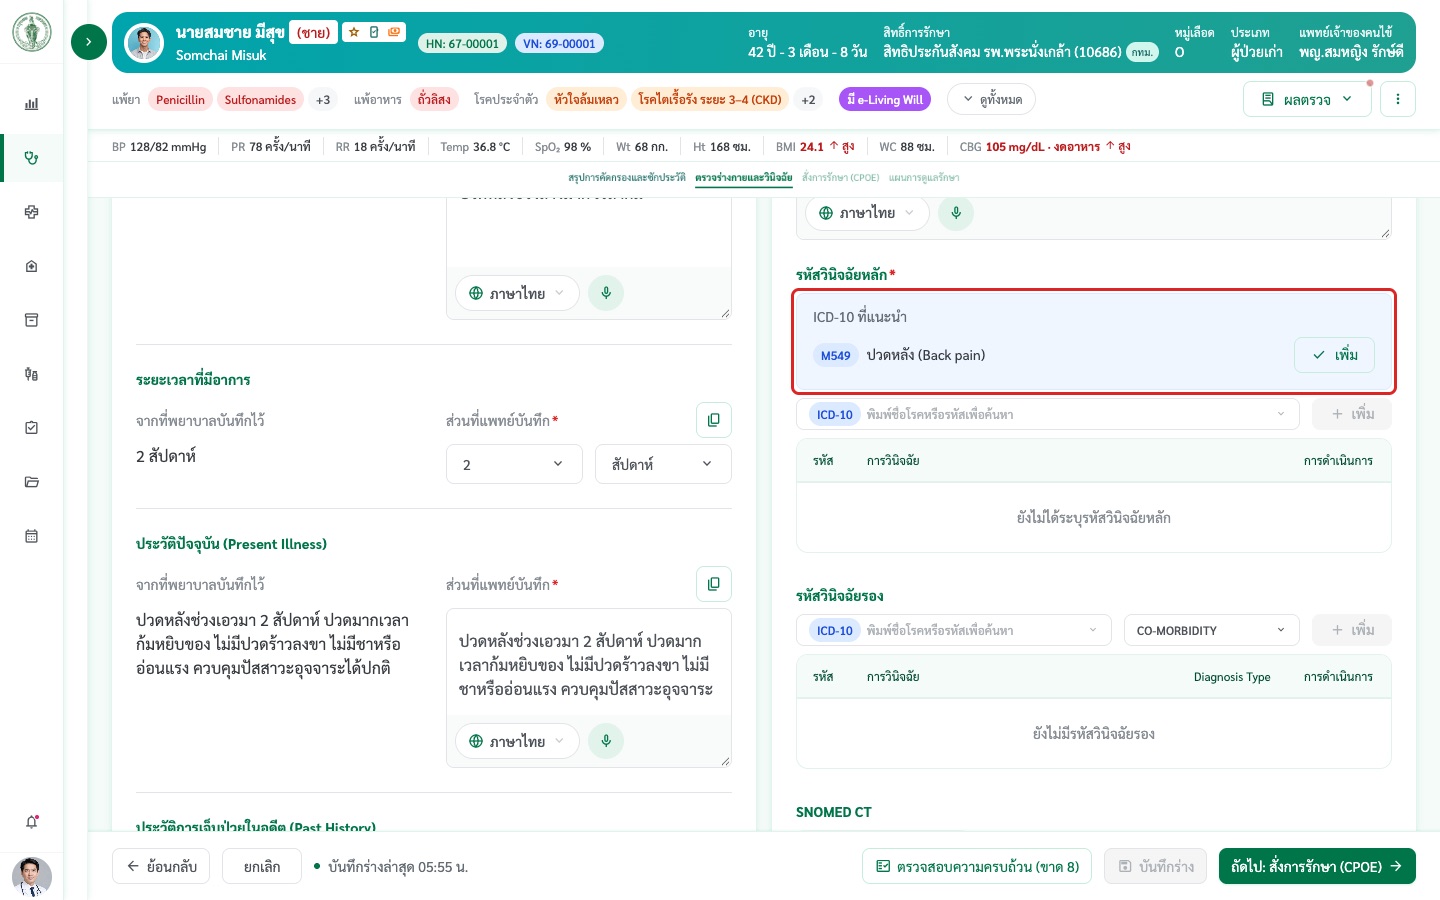 นายสมชาย มีสุข (ชาย)
Somchai Misuk
HN: 67-00001
VN: 69-00001
อายุ
42 ปี - 3 เดือน - 8 วัน
สิทธิ์การรักษา
สิทธิประกันสังคม รพ.พระนั่งเกล้า (10686) กทม.
หมู่เลือด
O
ประเภท
ผู้ป่วยเก่า
แพทย์เจ้าของคนไข้
พญ.สมหญิง รักษ์ดี
แพ้ยา Penicillin Sulfonamides +3 แพ้อาหาร ถั่วลิสง โรคประจำตัว หัวใจล้มเหลว โรคไตเรื้อรัง ระยะ 3–4 (CKD) +2 มี e-Living Will ดูทั้งหมด
ผลตรวจ
BP 128/82 mmHg PR 78 ครั้ง/นาที RR 18 ครั้ง/นาที Temp 36.8 °C SpO₂ 98 % Wt 68 กก. Ht 168 ซม. BMI 24.1 ↑ สูง WC 88 ซม. CBG 105 mg/dL · งดอาหาร ↑ สูง
สรุปการคัดกรองและซักประวัติ ตรวจร่างกายและวินิจฉัย สั่งการรักษา (CPOE) แผนการดูแลรักษา
ภาษาไทย
ระยะเวลาที่มีอาการ
จากที่พยาบาลบันทึกไว้
2 สัปดาห์
ส่วนที่แพทย์บันทึก *
2
สัปดาห์
ประวัติปัจจุบัน (Present Illness)
จากที่พยาบาลบันทึกไว้
ปวดหลังช่วงเอวมา 2 สัปดาห์ ปวดมากเวลา
ก้มหยิบของ ไม่มีปวดร้าวลงขา ไม่มีชาหรือ
อ่อนแรง ควบคุมปัสสาวะอุจจาระได้ปกติ
ส่วนที่แพทย์บันทึก *
ปวดหลังช่วงเอวมา 2 สัปดาห์ ปวดมาก
เวลาก้มหยิบของ ไม่มีปวดร้าวลงขา ไม่มี
ชาหรืออ่อนแรง ควบคุมปัสสาวะอุจจาระ
ภาษาไทย
ประวัติการเจ็บป่วยในอดีต (Past History)
ภาษาไทย
รหัสวินิจฉัยหลัก *
ICD-10 ที่แนะนำ
M549 ปวดหลัง (Back pain)
เพิ่ม
ICD-10 พิมพ์ชื่อโรคหรือรหัสเพื่อค้นหา
+ เพิ่ม
รหัส การวินิจฉัย การดำเนินการ
ยังไม่ได้ระบุรหัสวินิจฉัยหลัก
รหัสวินิจฉัยรอง
ICD-10 พิมพ์ชื่อโรคหรือรหัสเพื่อค้นหา
CO-MORBIDITY
+ เพิ่ม
รหัส การวินิจฉัย Diagnosis Type การดำเนินการ
ยังไม่มีรหัสวินิจฉัยรอง
SNOMED CT
← ย้อนกลับ
ยกเลิก
• บันทึกร่างล่าสุด 05:55 น.
ตรวจสอบความครบถ้วน (ขาด 8)
บันทึกร่าง
ถัดไป: สั่งการรักษา (CPOE) →